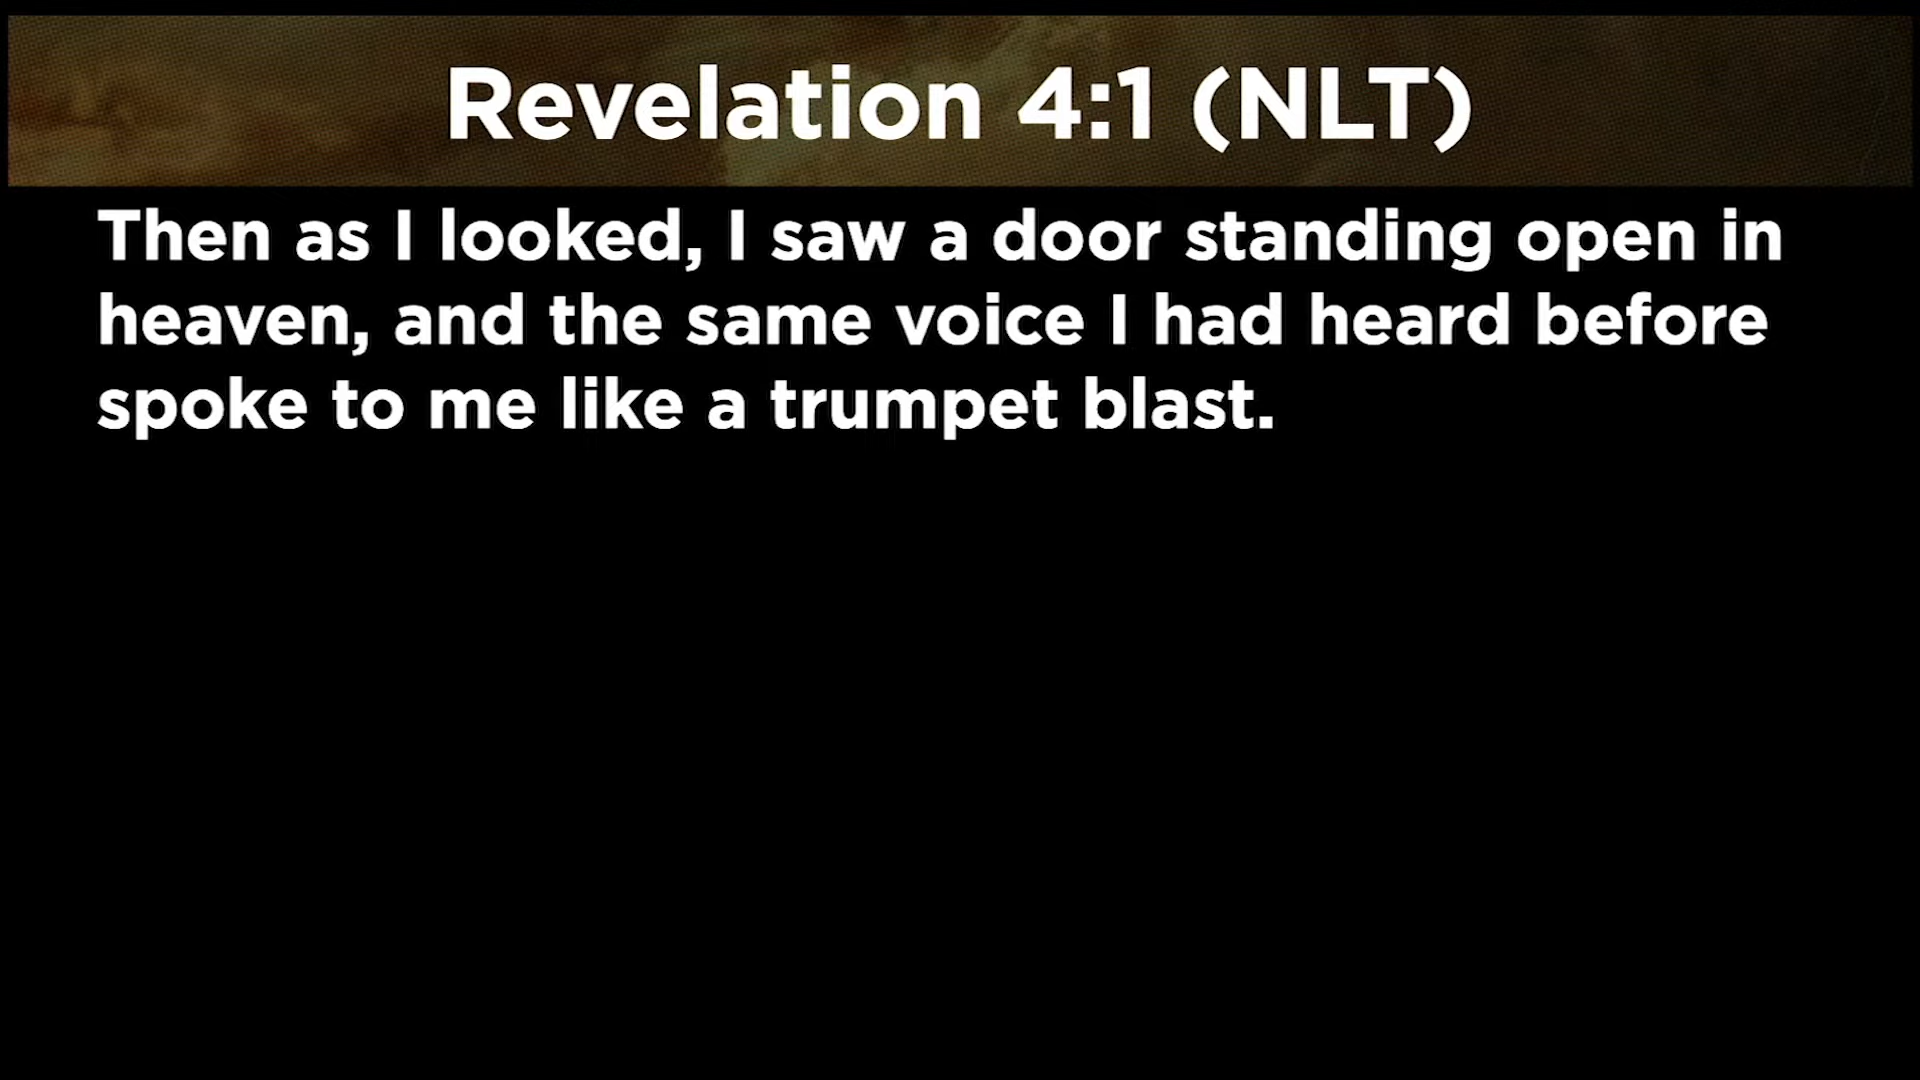 Revelation 4:1 (NLT)
Then as I looked, I saw a door standing open in
heaven, and the same voice I had heard before
spoke to me like a trumpet blast.